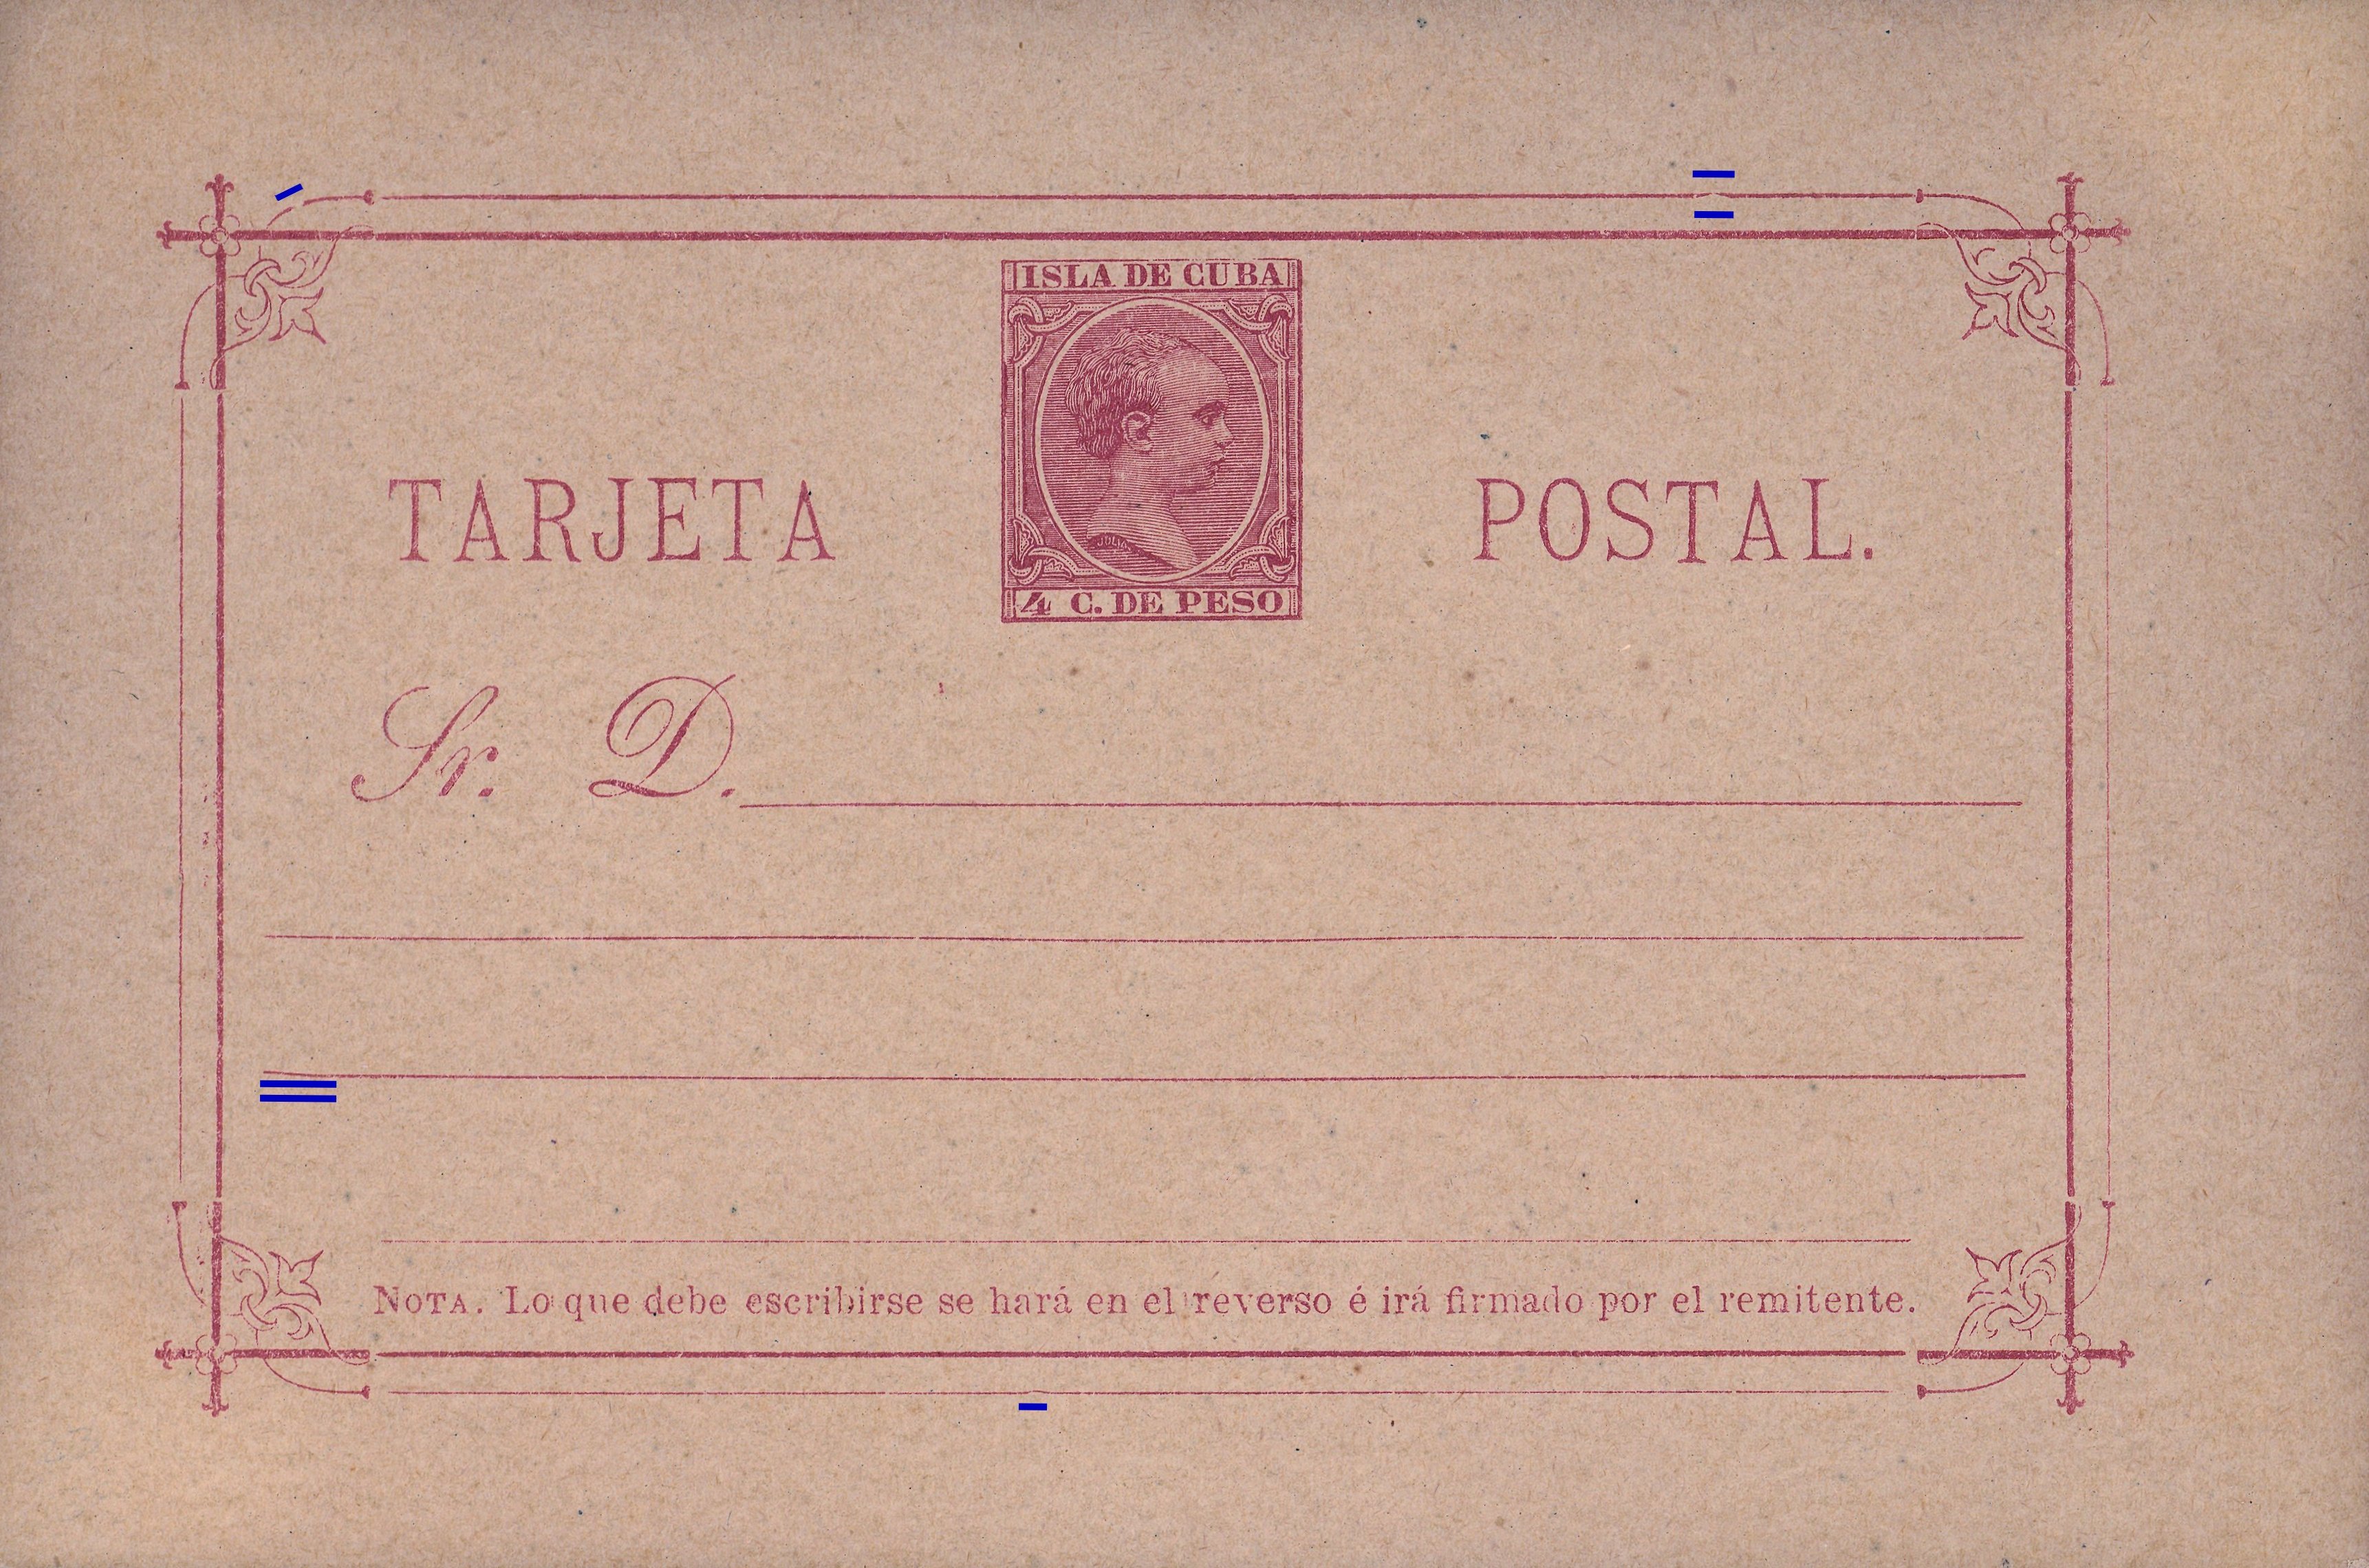 ISLA DE CUBA
TARJETA POSTAL.
4 C. DE PESO
Sr. D.
NOTA. Lo que debe escribirse se hará en el reverso é irá firmado por el remitente.